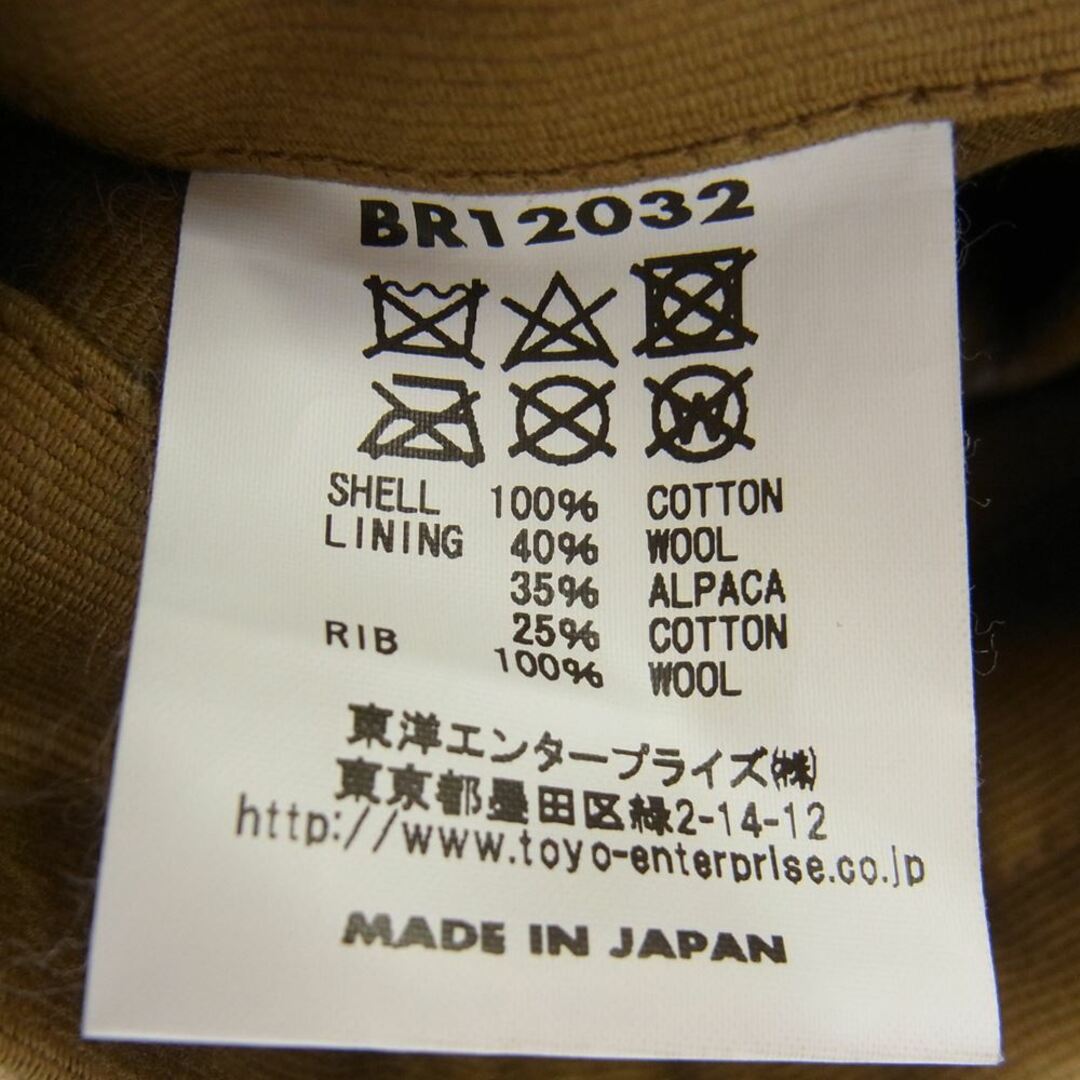 BR12032
SHELL 100% COTTON
LINING 40% WOOL
35% ALPACA
25% COTTON
RIB 100% WOOL
東洋エンタープライズ(株)
東京都墨田区緑2-14-12
http://www.toyo-enterprise.co.jp
MADE IN JAPAN